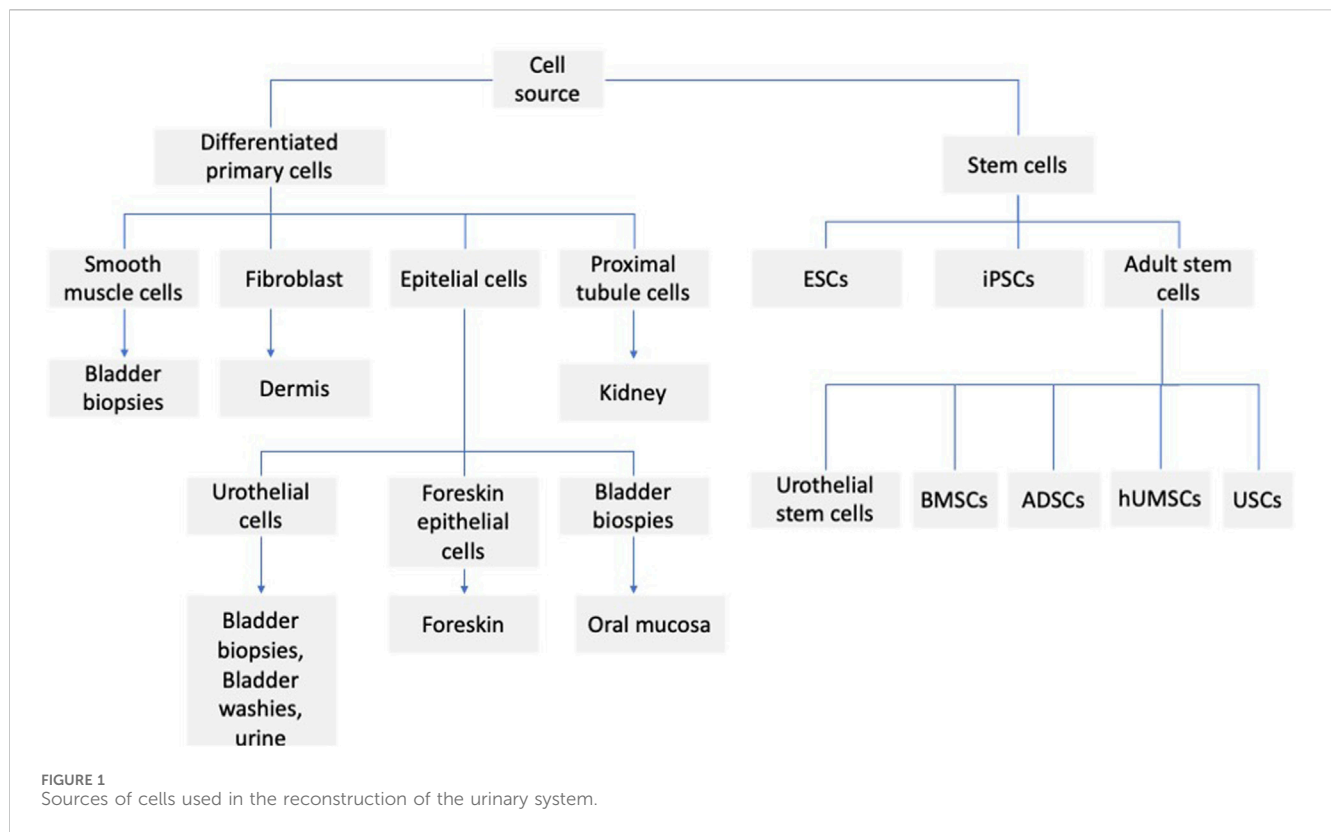 Cell
source
Differentiated
primary cells
Stem cells
Smooth
muscle cells
Fibroblast
Epitelial cells
Proximal
tubule cells
ESCs
iPSCs
Adult stem
cells
Bladder
biopsies
Dermis
Kidney
Urothelial
cells
Foreskin
epithelial
cells
Bladder
biospies
Urothelial
stem cells
BMSCs
ADSCs
hUMSCs
USCs
Bladder
biopsies,
Bladder
washies,
urine
Foreskin
Oral mucosa
FIGURE 1
Sources of cells used in the reconstruction of the urinary system.